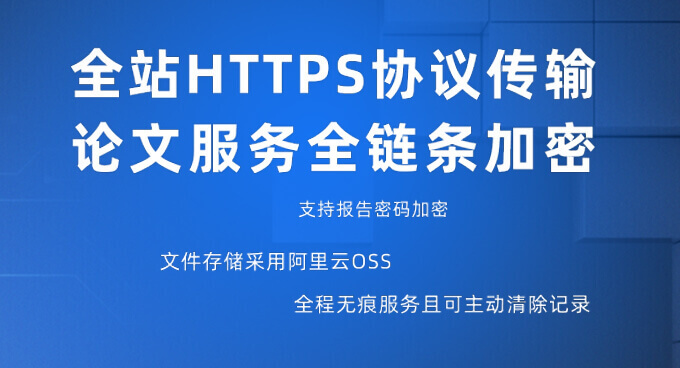 全站HTTPS协议传输
论文服务全链条加密
支持报告密码加密
文件存储采用阿里云OSS
全程无痕服务且可主动清除记录